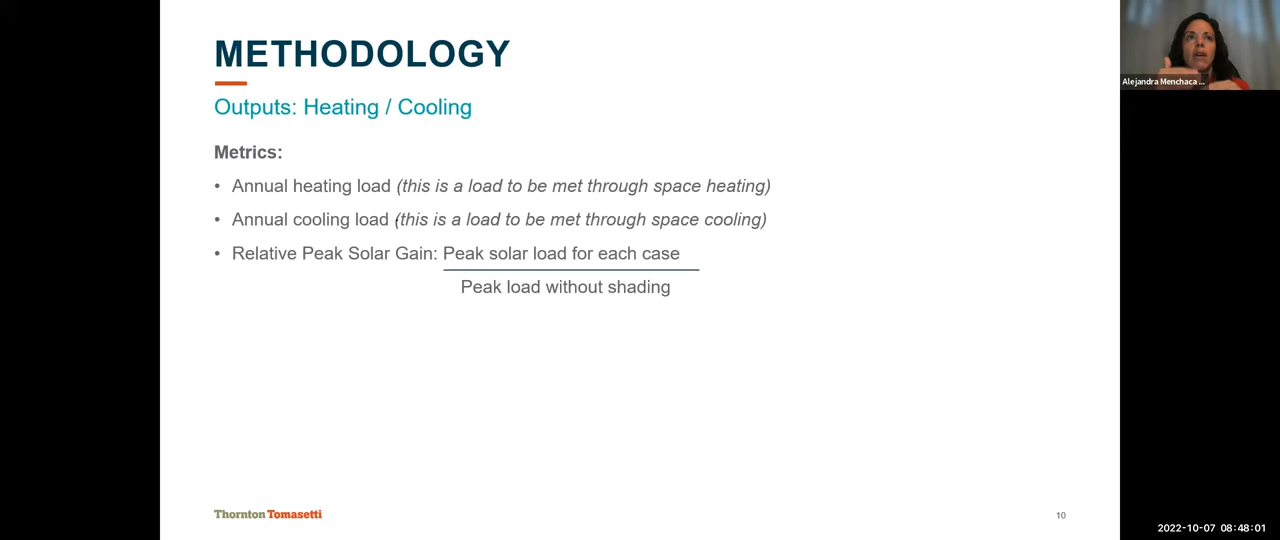 METHODOLOGY
Outputs: Heating / Cooling
Metrics:
• Annual heating load (this is a load to be met through space heating)
• Annual cooling load (this is a load to be met through space cooling)
• Relative Peak Solar Gain: Peak solar load for each case
Peak load without shading
Thornton Tomasetti
10
Alejandra Menchaca ...
2022-10-07 08:48:01